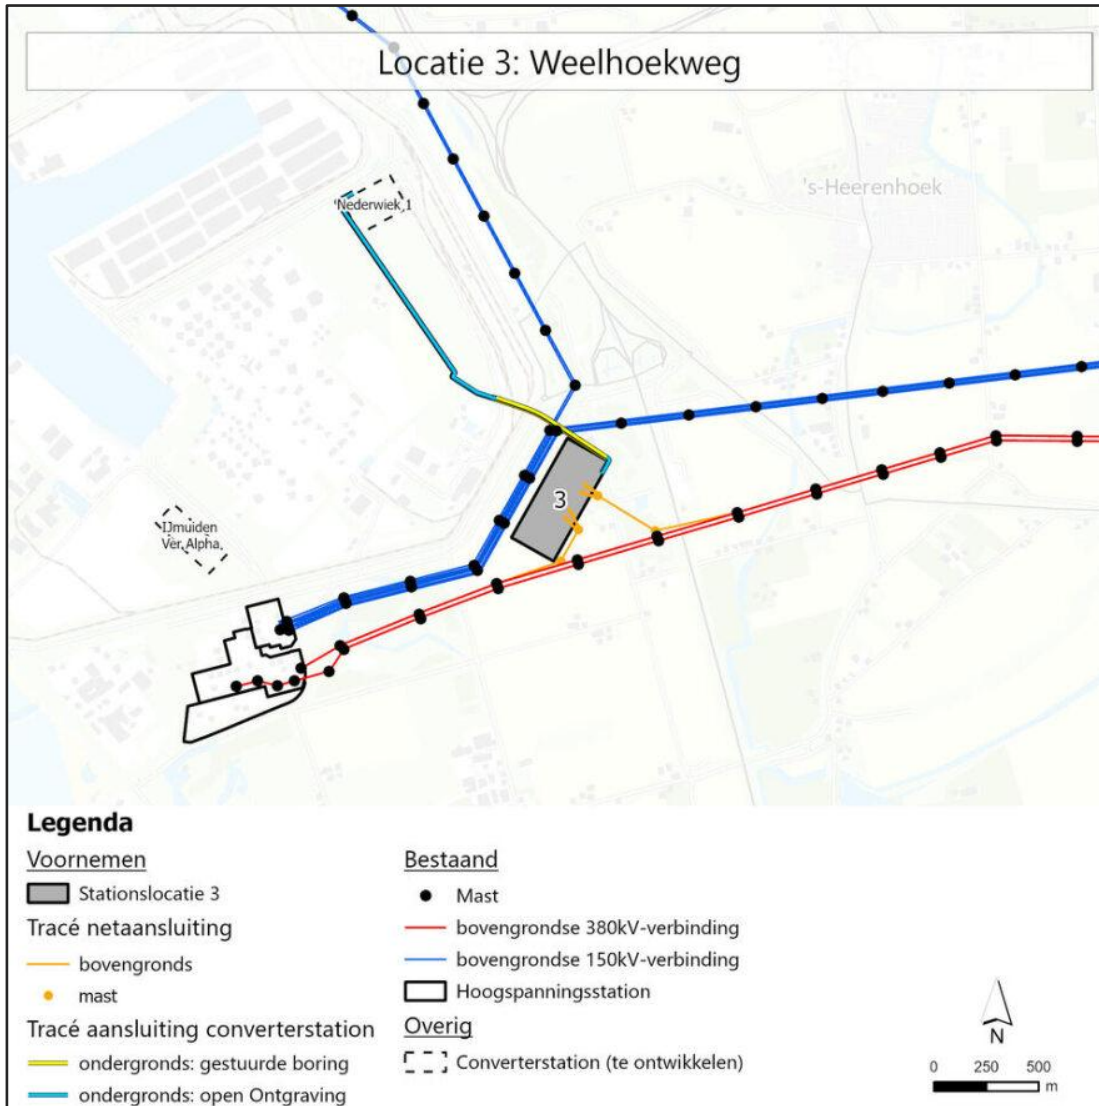 Locatie 3: Weelhoekweg
's-Heerenhoek
Nederwiek 1
3
IJmuiden
Ver Alpha
Legenda
Voornemen
Stationslocatie 3
Tracé netaansluiting
bovengronds
mast
Tracé aansluiting converterstation
ondergronds: gestuurde boring
ondergronds: open Ontgraving
Bestaand
Mast
bovengrondse 380kV-verbinding
bovengrondse 150kV-verbinding
Hoogspanningsstation
Overig
Converterstation (te ontwikkelen)
N
0 250 500
m